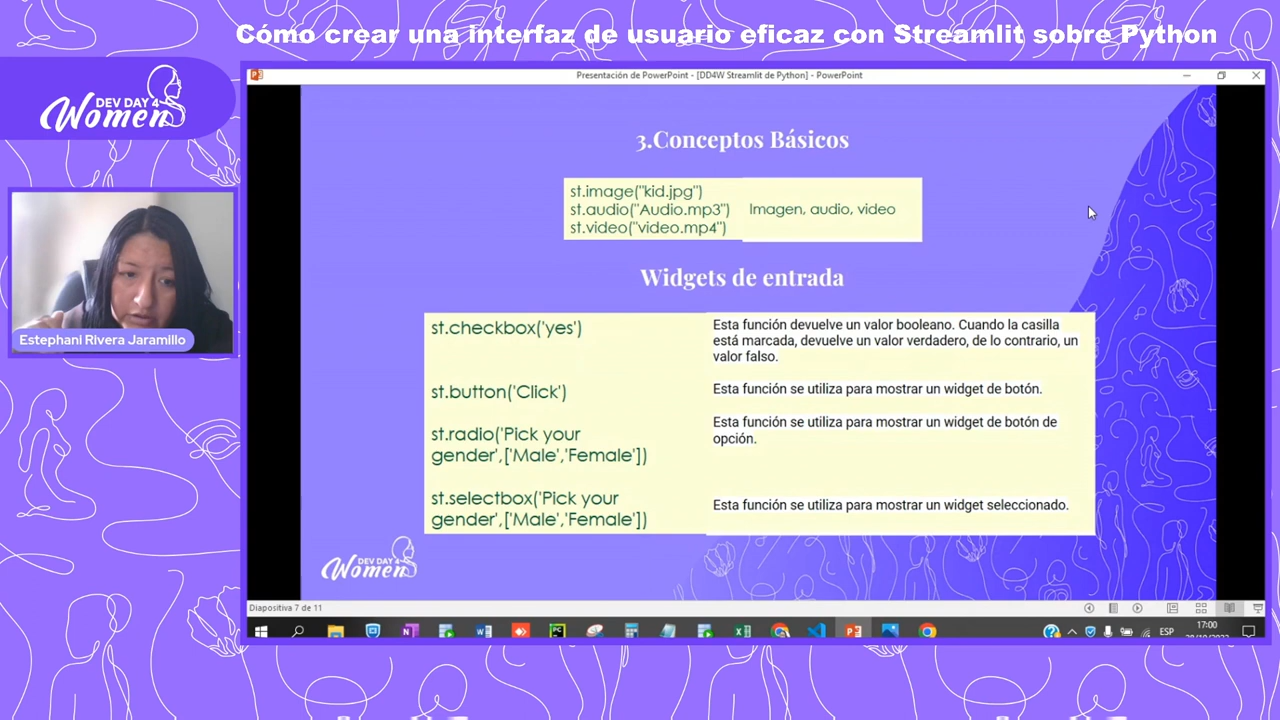 Cómo crear una interfaz de usuario eficaz con Streamlit sobre Python
DEV DAY 4
Women
Estephani Rivera Jaramillo
Presentación de PowerPoint - [DD4W Streamlit de Python] - PowerPoint
3.Conceptos Básicos
st.image("kid.jpg")
st.audio("Audio.mp3")
st.video("video.mp4")
Imagen, audio, video
Widgets de entrada
st.checkbox('yes')
Esta función devuelve un valor booleano. Cuando la casilla
está marcada, devuelve un valor verdadero, de lo contrario, un
valor falso.
st.button('Click')
Esta función se utiliza para mostrar un widget de botón.
st.radio('Pick your
gender',['Male','Female'])
Esta función se utiliza para mostrar un widget de botón de
opción.
st.selectbox('Pick your
gender',['Male','Female'])
Esta función se utiliza para mostrar un widget seleccionado.
DEV DAY 4
Women
Diapositiva 7 de 11
ESP
17:00